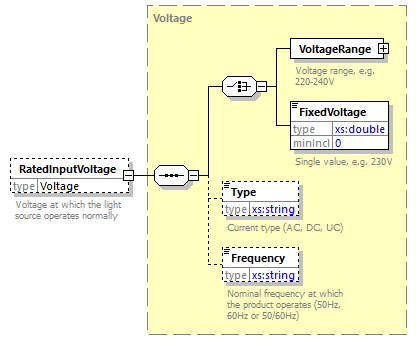 Voltage
VoltageRange
Voltage range, e.g.
220-240V
FixedVoltage
type xs:double
minIncl 0
Single value, e.g. 230V
RatedInputVoltage
type Voltage
Voltage at which the light
source operates normally
Type
type xs:string
Current type (AC, DC, UC)
Frequency
type xs:string
Nominal frequency at which
the product operates (50Hz,
60Hz or 50/60Hz)